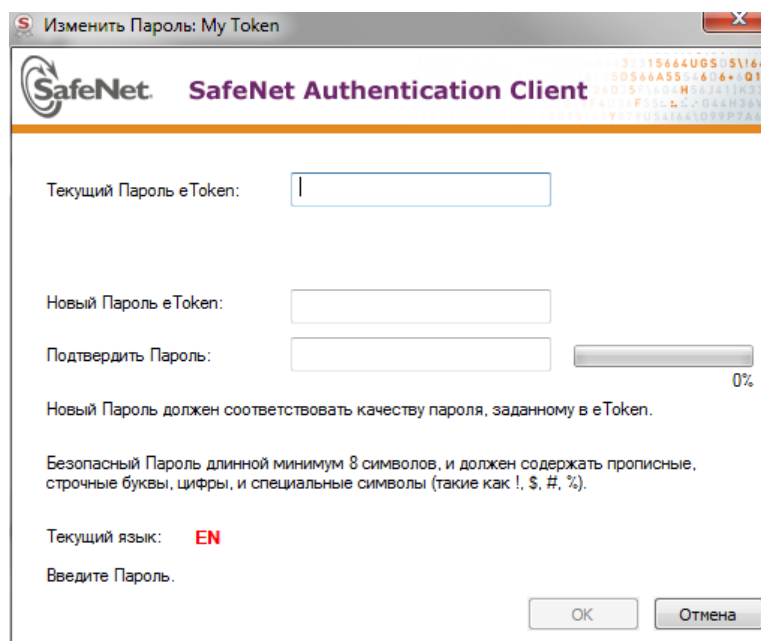 Изменить Пароль: My Token
SafeNet. SafeNet Authentication Client
Текущий Пароль eToken:
Новый Пароль eToken:
Подтвердить Пароль:
0%
Новый Пароль должен соответствовать качеству пароля, заданному в eToken.
Безопасный Пароль длинной минимум 8 символов, и должен содержать прописные,
строчные буквы, цифры, и специальные символы (такие как !, $, #, %).
Текущий язык: EN
Введите Пароль.
OK Отмена